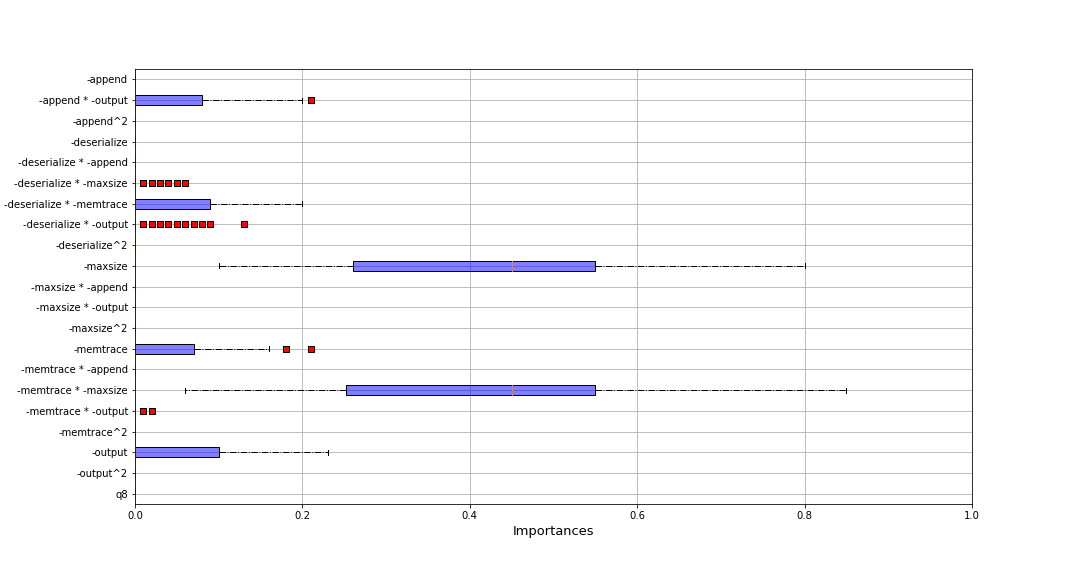 -append
-append * -output
-append^2
-deserialize
-deserialize * -append
-deserialize * -maxsize
-deserialize * -memtrace
-deserialize * -output
-deserialize^2
-maxsize
-maxsize * -append
-maxsize * -output
-maxsize^2
-memtrace
-memtrace * -append
-memtrace * -maxsize
-memtrace * -output
-memtrace^2
-output
-output^2
q8
0.0 0.2 0.4 0.6 0.8 1.0
Importances